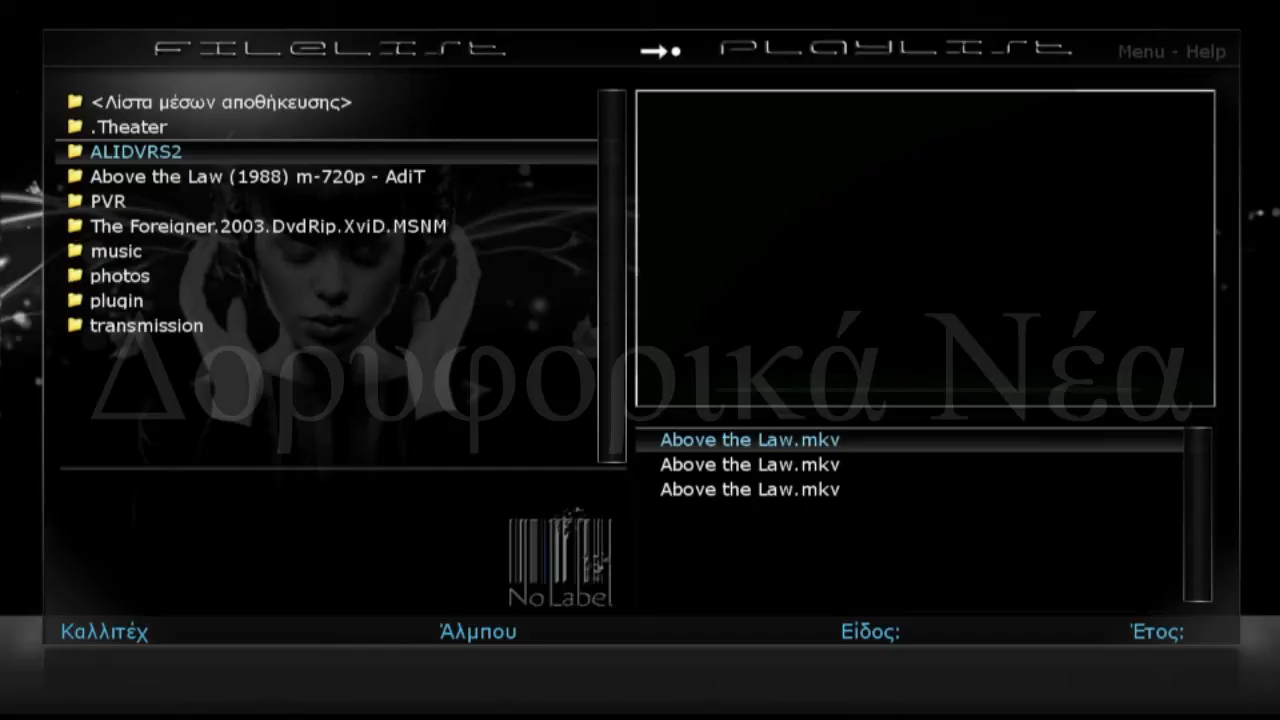 FILELIST
PLAYLIST
Menu - Help
<Λίστα μέσων αποθήκευσης>
.Theater
ALIDVRS2
Above the Law (1988) m-720p - AdiT
PVR
The Foreigner.2003.DvdRip.XviD.MSNM
music
photos
plugin
transmission
Δορυφορικά Νέα
Above the Law.mkv
Above the Law.mkv
Above the Law.mkv
NoLabel
Καλλιτέχ
Άλμπου
Είδος:
Έτος: